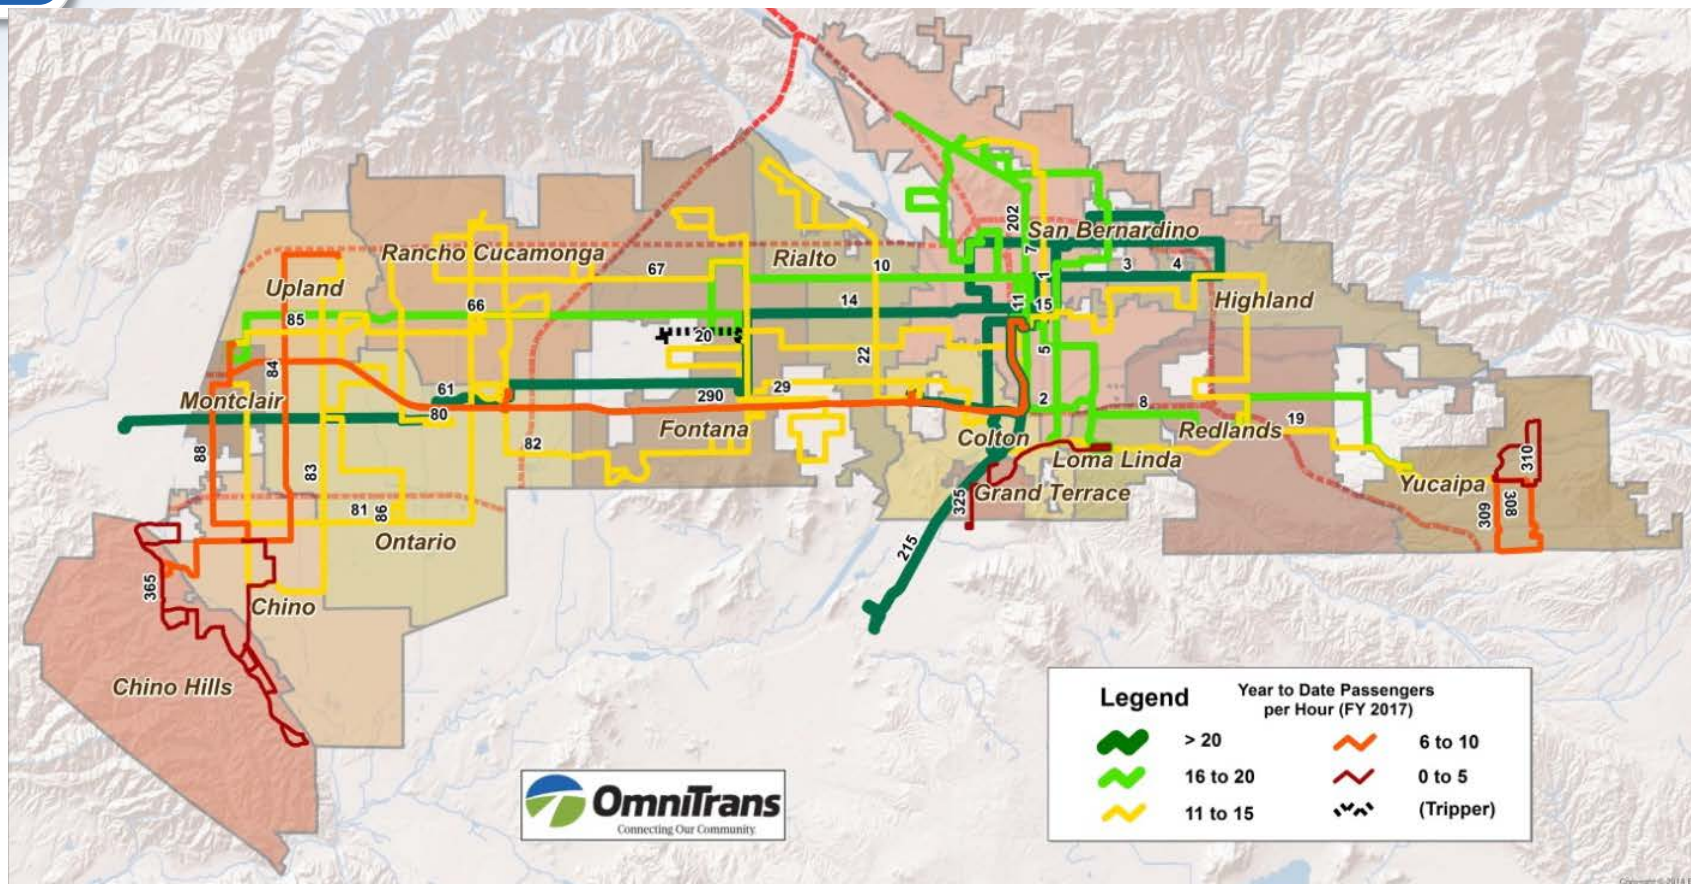 202
San Bernardino
7
Rancho Cucamonga
Rialto
10
67
3
4
1
Upland
66
14
11
15
Highland
85
20
22
5
84
61
290
29
2
8
Montclair
80
Fontana
Colton
19
Redlands
88
82
83
Loma Linda
310
Grand Terrace
Yucaipa
325
309
308
81
86
Ontario
215
365
Chino
Chino Hills
Legend
Year to Date Passengers
per Hour (FY 2017)
> 20
6 to 10
16 to 20
0 to 5
11 to 15
(Tripper)
OmniTrans
Connecting Our Community